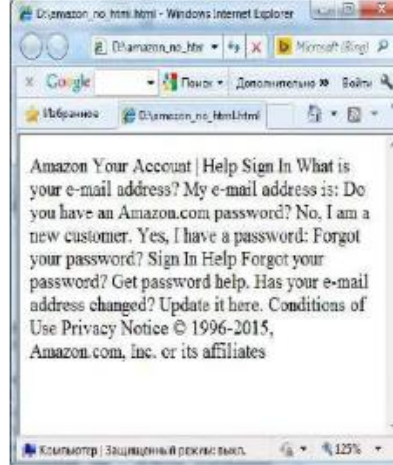 D:\amazon_no_html.html - Windows Internet Explorer
D:\amazon_no_htm
Microsoft (Bing)
Google Поиск Дополнительно » Войти
Избранное D:\amazon_no_html.html
Amazon Your Account | Help Sign In What is
your e-mail address? My e-mail address is: Do
you have an Amazon.com password? No, I am a
new customer. Yes, I have a password: Forgot
your password? Sign In Help Forgot your
password? Get password help. Has your e-mail
address changed? Update it here. Conditions of
Use Privacy Notice © 1996-2015,
Amazon.com, Inc. or its affiliates
Компьютер | Защищенный режим: выкл. 125%